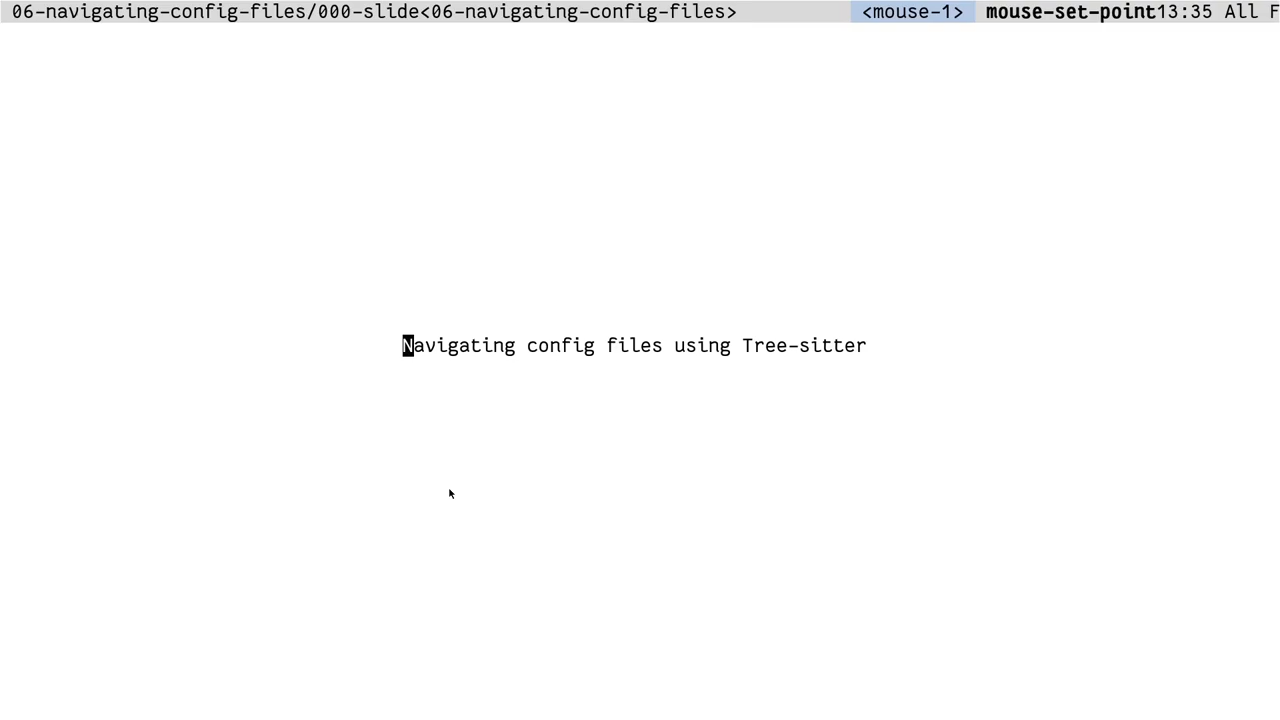 06-navigating-config-files/000-slide<06-navigating-config-files> <mouse-1> mouse-set-point13:35 All F
Navigating config files using Tree-sitter